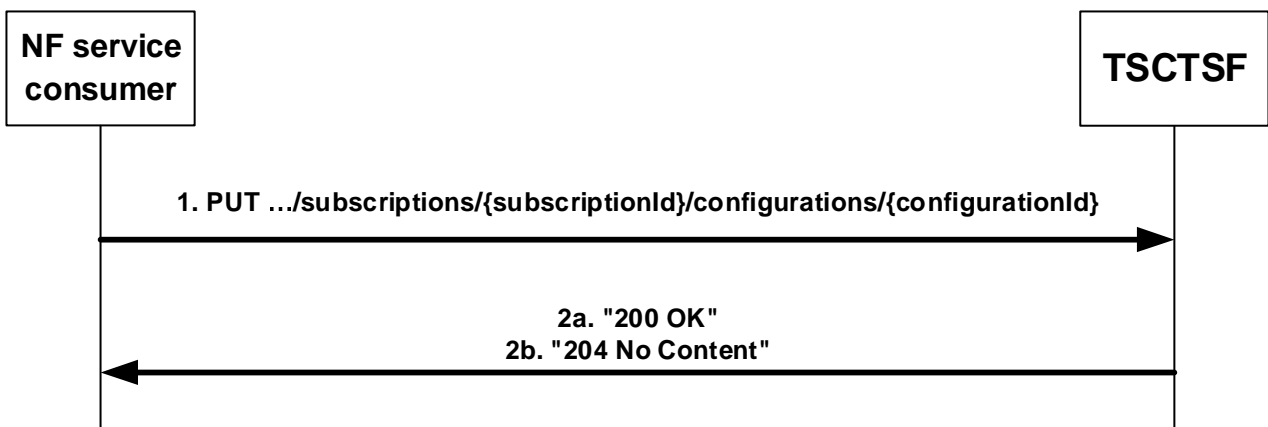 NF service
consumer
TSCTSF
1. PUT …/subscriptions/{subscriptionId}/configurations/{configurationId}
2a. "200 OK"
2b. "204 No Content"